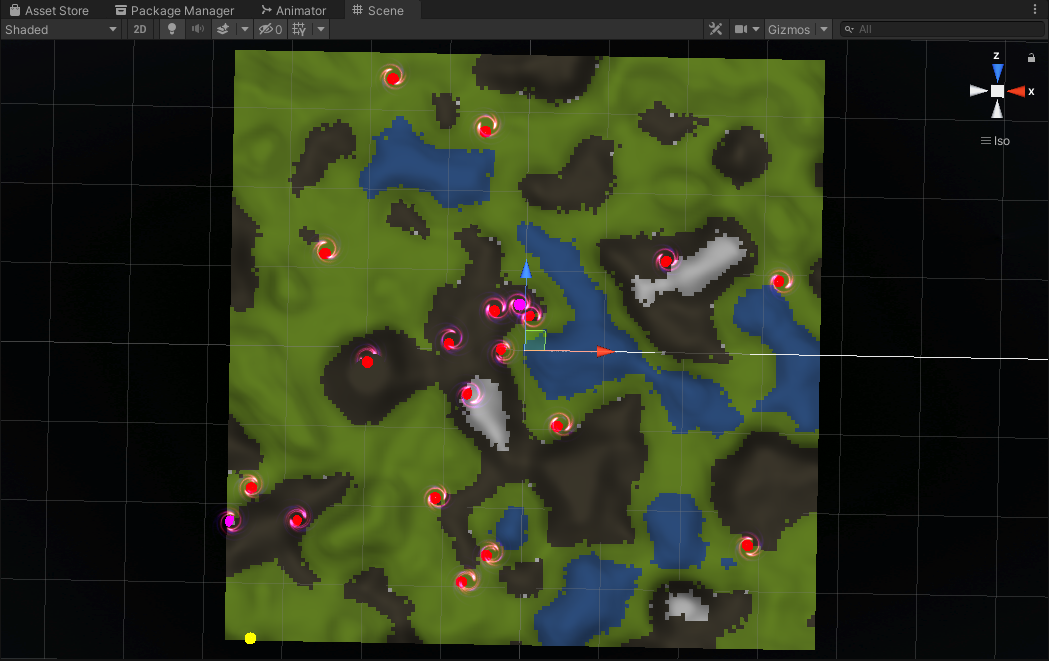 Asset Store Package Manager Animator Scene
Shaded 2D 0 Gizmos All
z
x
Iso